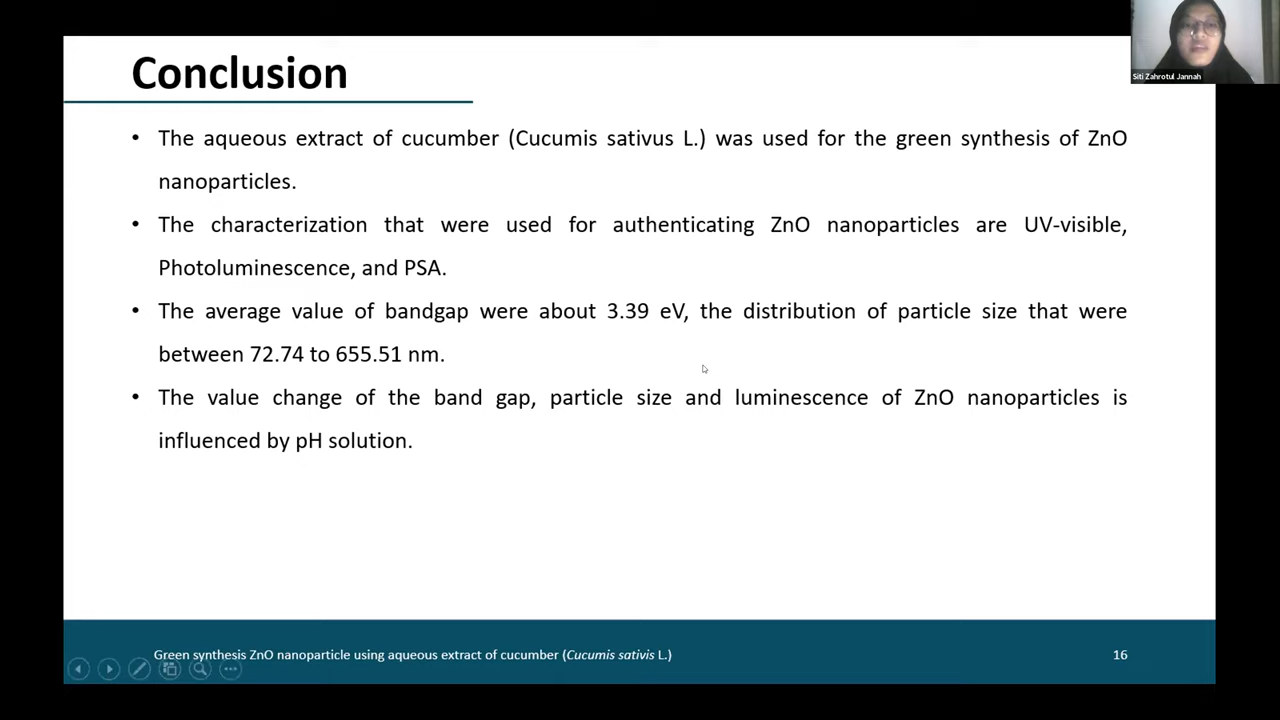 Conclusion
Siti Zahrotul Jannah
• The aqueous extract of cucumber (Cucumis sativus L.) was used for the green synthesis of ZnO
nanoparticles.
• The characterization that were used for authenticating ZnO nanoparticles are UV-visible,
Photoluminescence, and PSA.
• The average value of bandgap were about 3.39 eV, the distribution of particle size that were
between 72.74 to 655.51 nm.
• The value change of the band gap, particle size and luminescence of ZnO nanoparticles is
influenced by pH solution.
Green synthesis ZnO nanoparticle using aqueous extract of cucumber (Cucumis sativis L.)
16